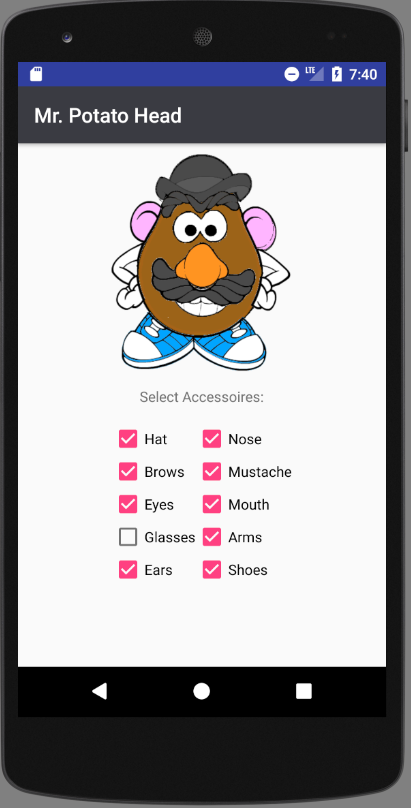 LTE 7:40
Mr. Potato Head
Select Accessoires:
Hat Nose
Brows Mustache
Eyes Mouth
Glasses Arms
Ears Shoes